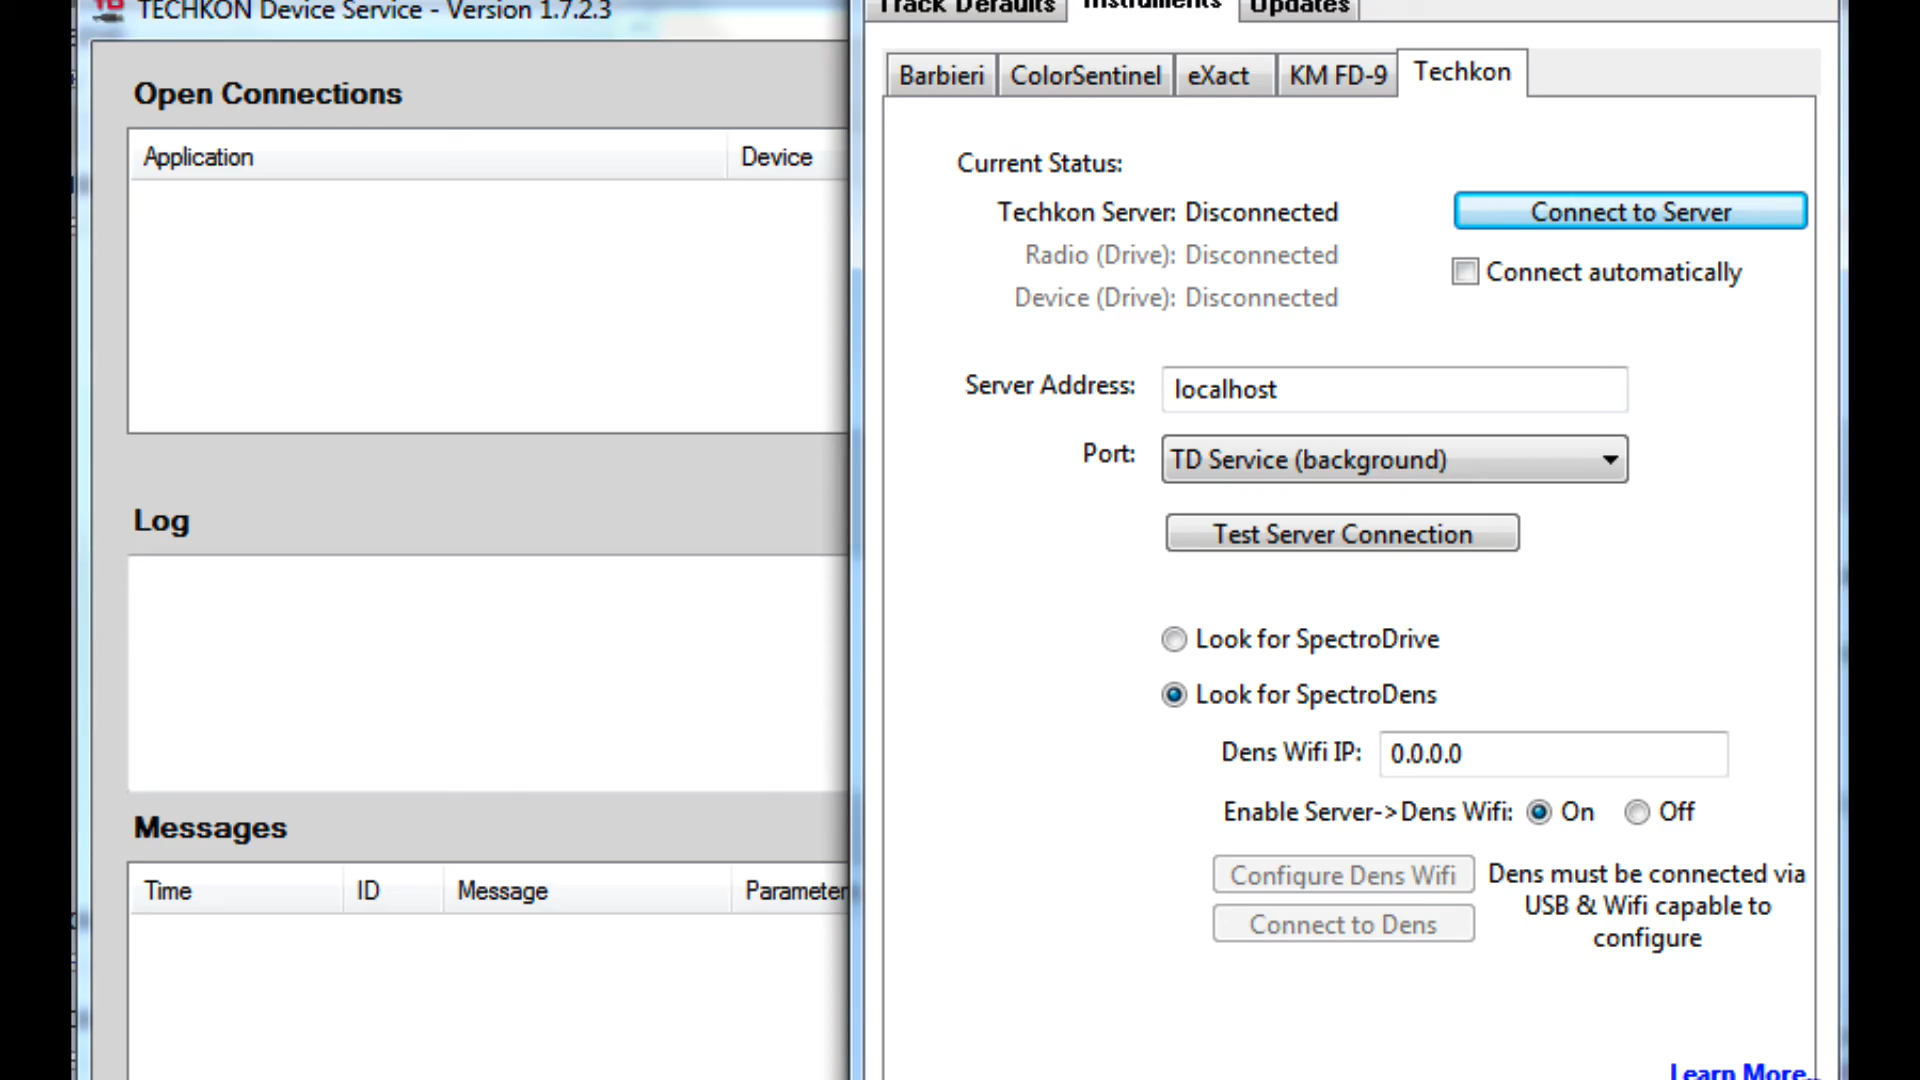 TECHKON Device Service - Version 1.7.2.3
Open Connections
Application
Device
Log
Messages
Time
ID
Message
Parameter
Track Defaults
Instruments
Updates
Barbieri
ColorSentinel
eXact
KM FD-9
Techkon
Current Status:
Techkon Server: Disconnected
Connect to Server
Radio (Drive): Disconnected
Connect automatically
Device (Drive): Disconnected
Server Address: localhost
Port: TD Service (background)
Test Server Connection
Look for SpectroDrive
Look for SpectroDens
Dens Wifi IP: 0.0.0.0
Enable Server->Dens Wifi: On Off
Configure Dens Wifi
Connect to Dens
Dens must be connected via
USB & Wifi capable to
configure
Learn More..